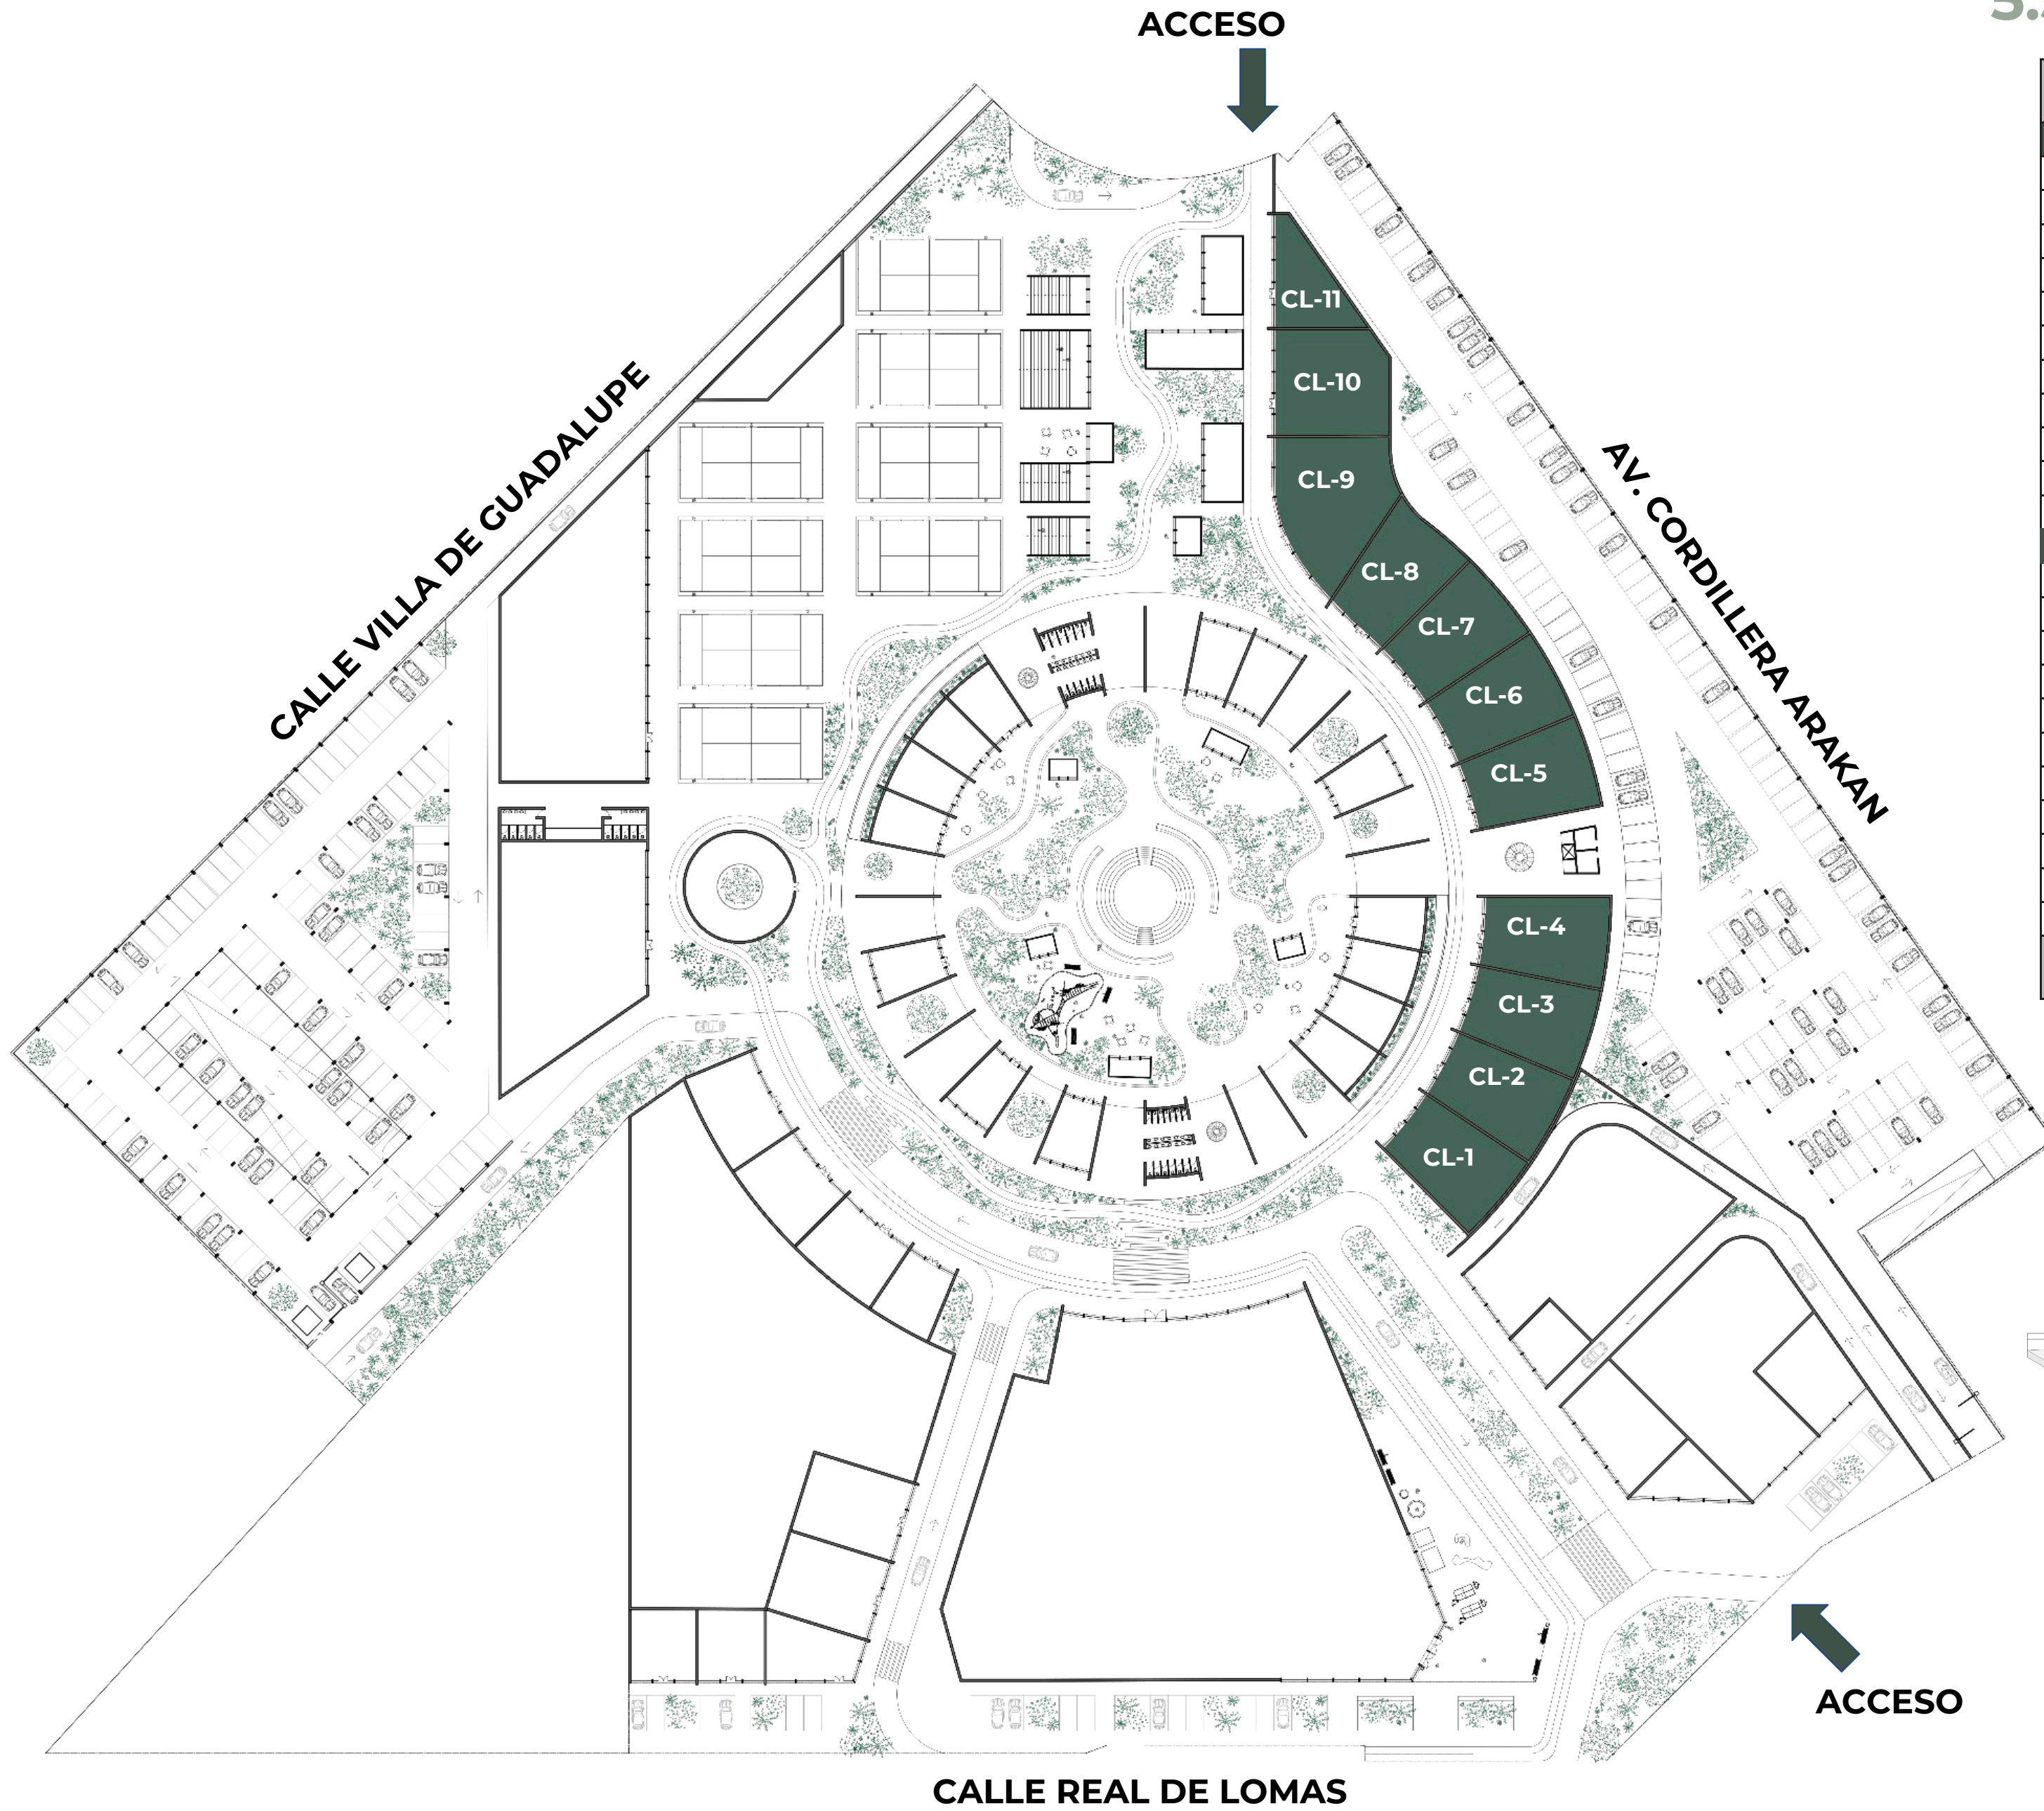 ACCESO
CL-11
CL-10
CL-9
CL-8
CL-7
CL-6
CL-5
CL-4
CL-3
CL-2
CL-1
CALLE VILLA DE GUADALUPE
AV. CORDILLERA ARAKAN
ACCESO
CALLE REAL DE LOMAS